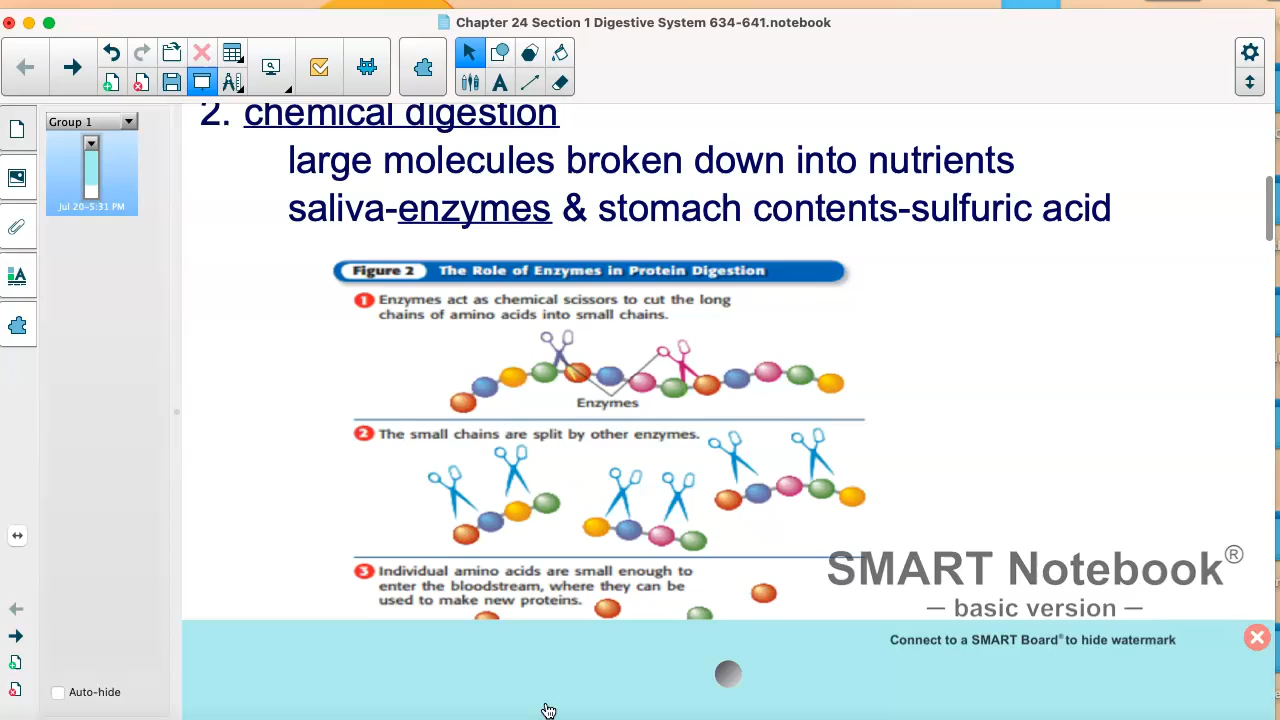 Chapter 24 Section 1 Digestive System 634-641.notebook
Group 1
Jul 20-5:31 PM
2. chemical digestion
large molecules broken down into nutrients
saliva-enzymes & stomach contents-sulfuric acid
Figure 2 The Role of Enzymes in Protein Digestion
1 Enzymes act as chemical scissors to cut the long
chains of amino acids into small chains.
Enzymes
2 The small chains are split by other enzymes.
3 Individual amino acids are small enough to
enter the bloodstream, where they can be
used to make new proteins.
SMART Notebook®
— basic version —
Connect to a SMART Board® to hide watermark
Auto-hide